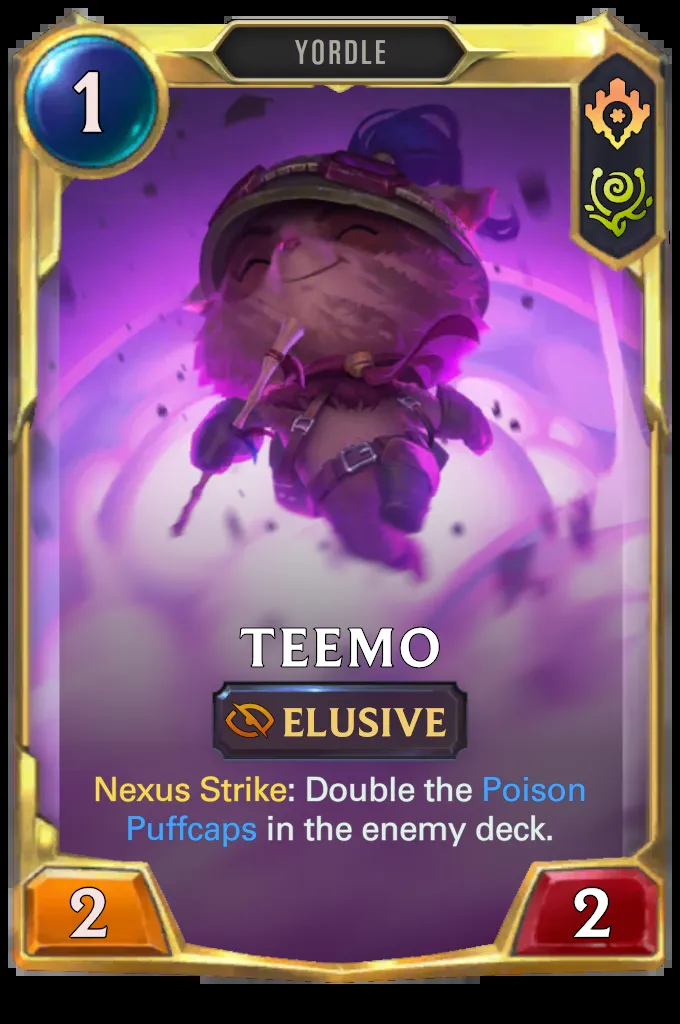 YORDLE
1
TEEMO
ELUSIVE
Nexus Strike: Double the Poison
Puffcaps in the enemy deck.
2
2